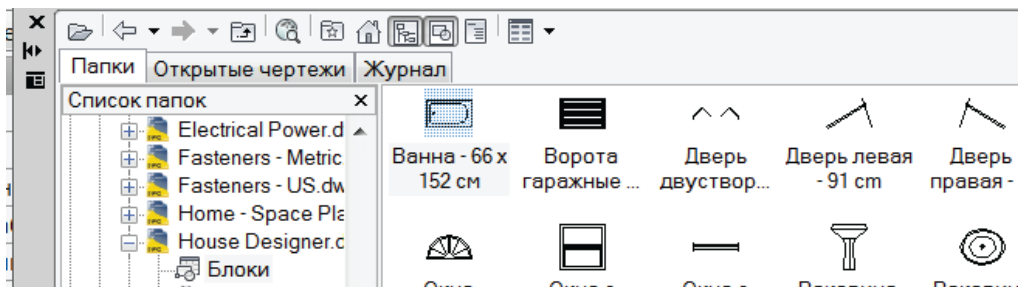 Папки Открытые чертежи Журнал
Список папок
Electrical Power.d
Fasteners - Metric
Fasteners - US.dw
Home - Space Pla
House Designer.d
Блоки
Ванна - 66 x
152 см
Ворота
гаражные ...
Дверь
двуствор...
Дверь левая
- 91 cm
Дверь
правая -